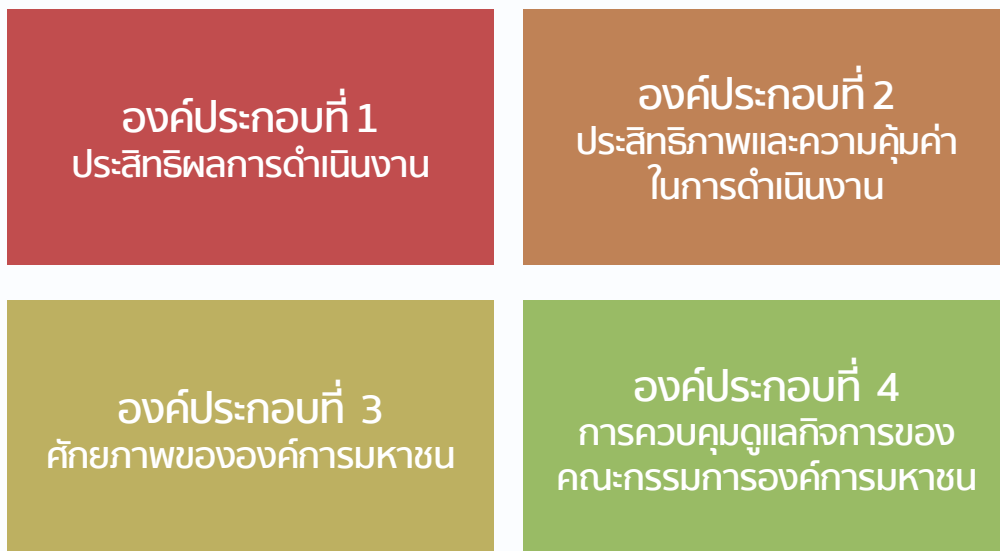 องค์ประกอบที่ 1
ประสิทธิผลการดำเนินงาน
องค์ประกอบที่ 2
ประสิทธิภาพและความคุ้มค่า
ในการดำเนินงาน
องค์ประกอบที่ 3
ศักยภาพขององค์การมหาชน
องค์ประกอบที่ 4
การควบคุมดูแลกิจการของ
คณะกรรมการองค์การมหาชน